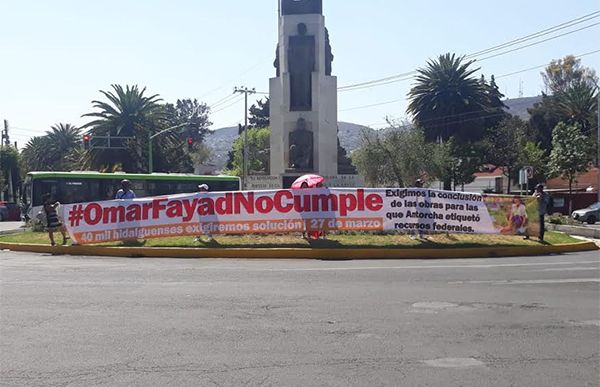 #OmarFayadNoCumple
40 mil hidalguenses exigiremos solución 27 de marzo
Exigimos la conclusión
de las obras para las
que Antorcha etiquetó
recursos federales.